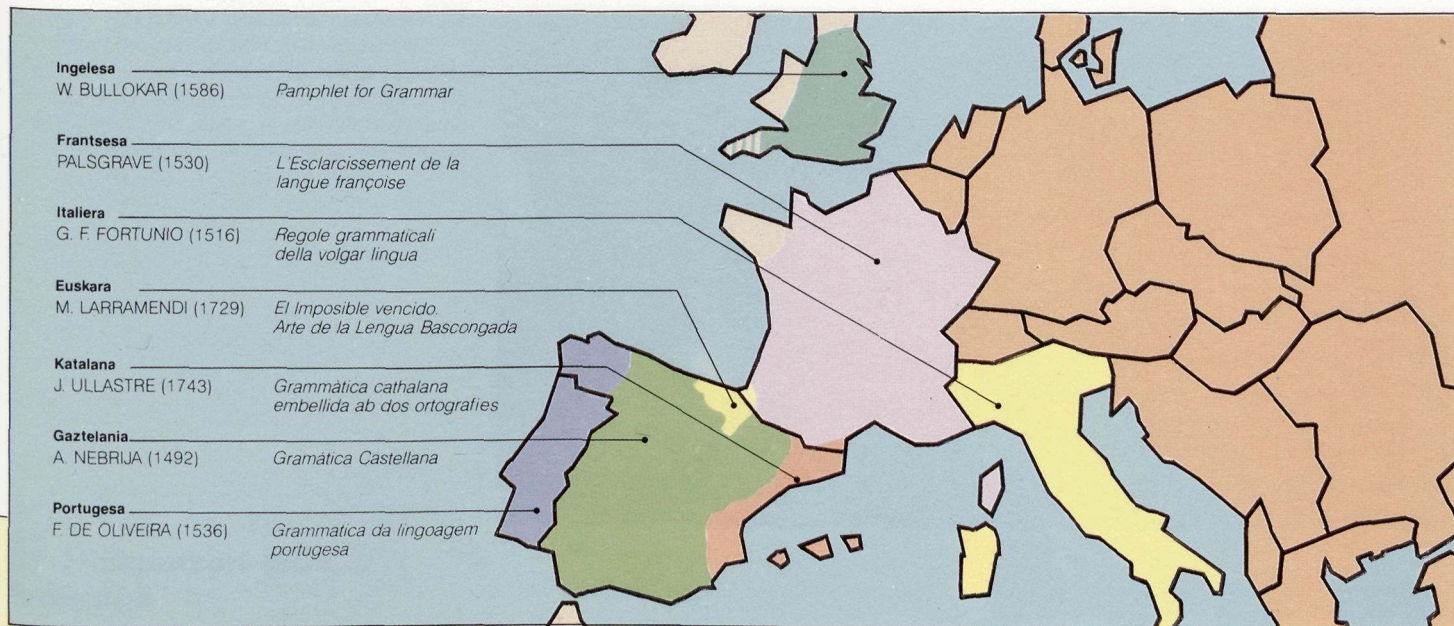 Ingelesa
W. BULLOKAR (1586) Pamphlet for Grammar
Frantsesa
PALSGRAVE (1530) L'Esclarcissement de la
langue françoise
Italiera
G. F. FORTUNIO (1516) Regole grammaticali
della volgar lingua
Euskara
M. LARRAMENDI (1729) El Imposible vencido.
Arte de la Lengua Bascongada
Katalana
J. ULLASTRE (1743) Grammàtica cathalana
embellida ab dos ortografies
Gaztelania
A. NEBRIJA (1492) Gramática Castellana
Portugesa
F. DE OLIVEIRA (1536) Grammatica da lingoagem
portugesa